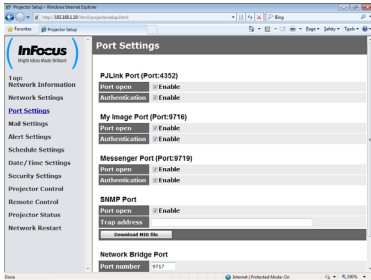 Projector Setup - Windows Internet Explorer
http://192.168.1.10/html/projectorsetup.html
Bing
Favorites
Projector Setup
Page
Safety
Tools
InFocus
Bright Ideas Made Brilliant
Top:
Network Information
Network Settings
Port Settings
Mail Settings
Alert Settings
Schedule Settings
Date/Time Settings
Security Settings
Projector Control
Remote Control
Projector Status
Network Restart
Port Settings
PJLink Port (Port:4352)
Port open Enable
Authentication Enable
My Image Port (Port:9716)
Port open Enable
Authentication Enable
Messenger Port (Port:9719)
Port open Enable
Authentication Enable
SNMP Port
Port open Enable
Trap address
Download MIB file
Network Bridge Port
Port number 9717
Done
Internet | Protected Mode: On
100%